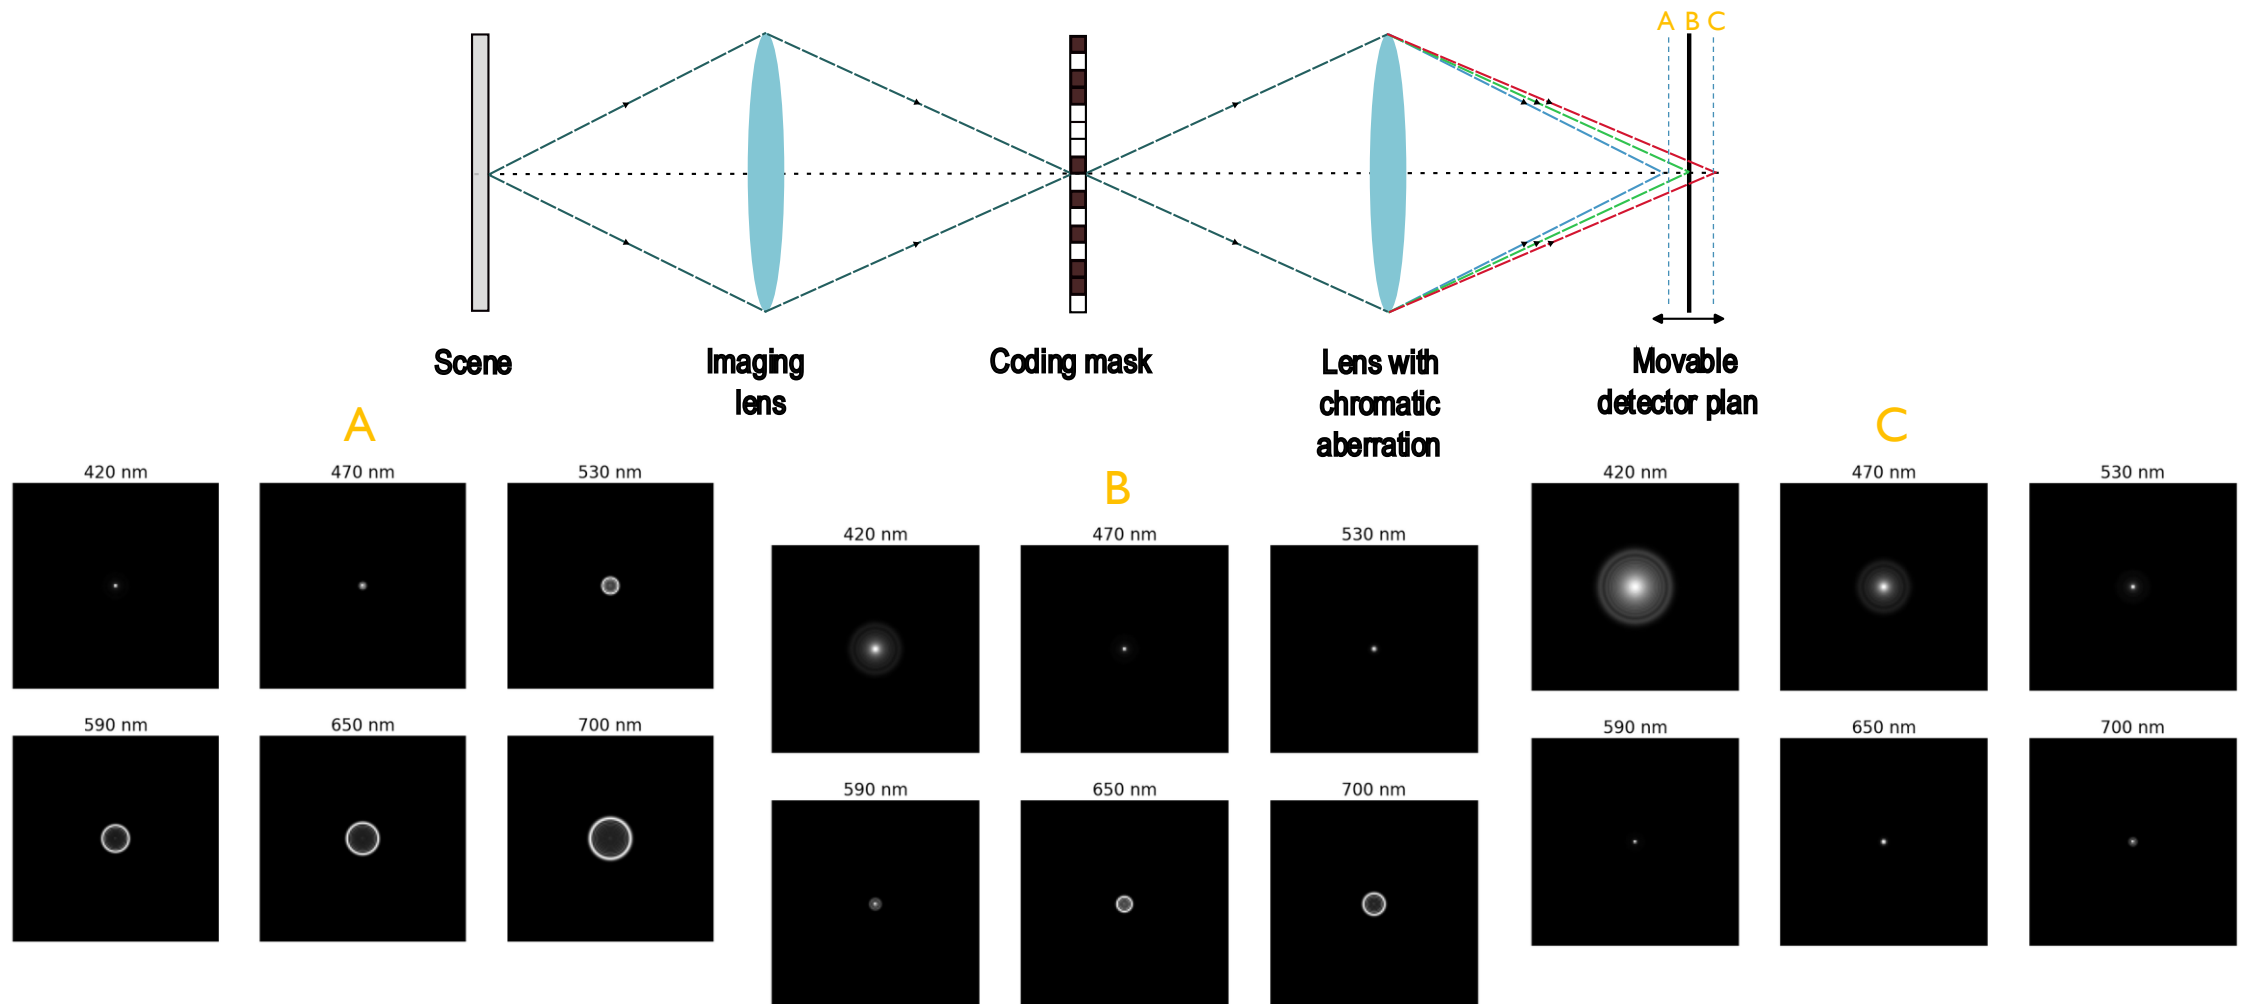 A B C
Scene
Imaging
lens
Coding mask
Lens with
chromatic
aberration
Movable
detector plan
A
420 nm
470 nm
530 nm
590 nm
650 nm
700 nm
B
420 nm
470 nm
530 nm
590 nm
650 nm
700 nm
C
420 nm
470 nm
530 nm
590 nm
650 nm
700 nm